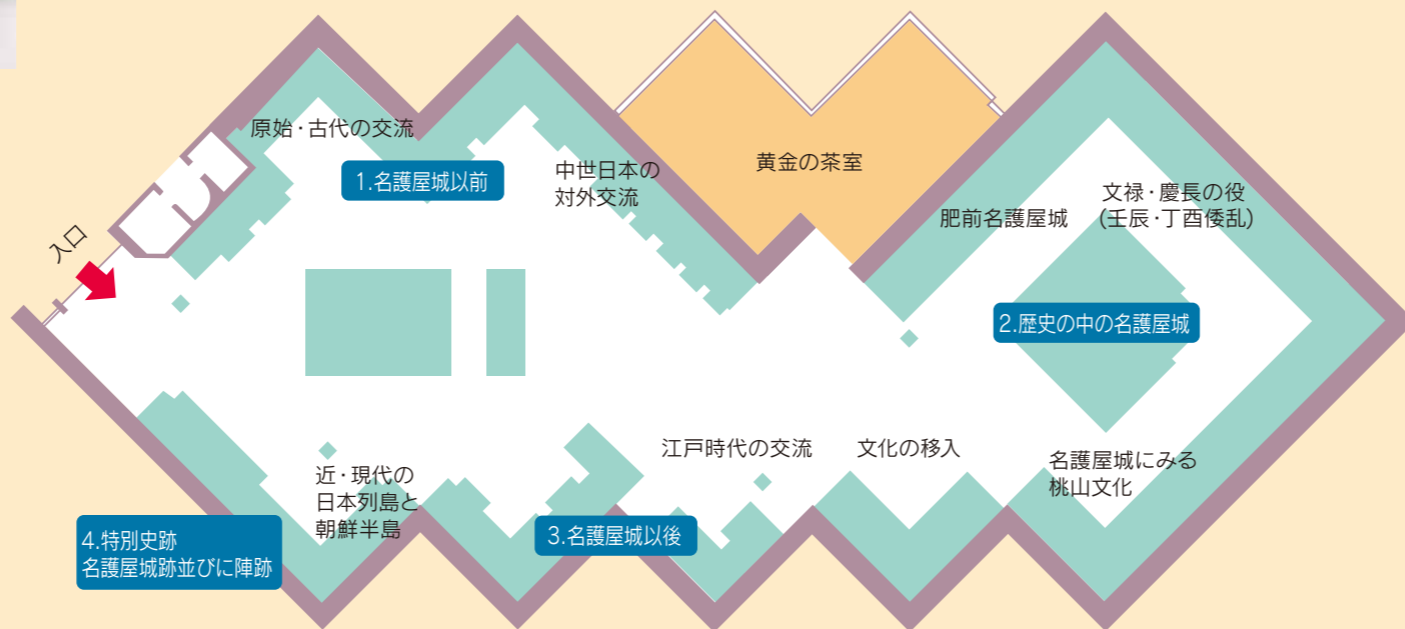 原始・古代の交流
1.名護屋城以前
中世日本の
対外交流
黄金の茶室
肥前名護屋城
文禄・慶長の役
(壬辰・丁酉倭乱)
入口
2.歴史の中の名護屋城
江戸時代の交流
文化の移入
名護屋城にみる
桃山文化
近・現代の
日本列島と
朝鮮半島
3.名護屋城以後
4.特別史跡
名護屋城跡並びに陣跡